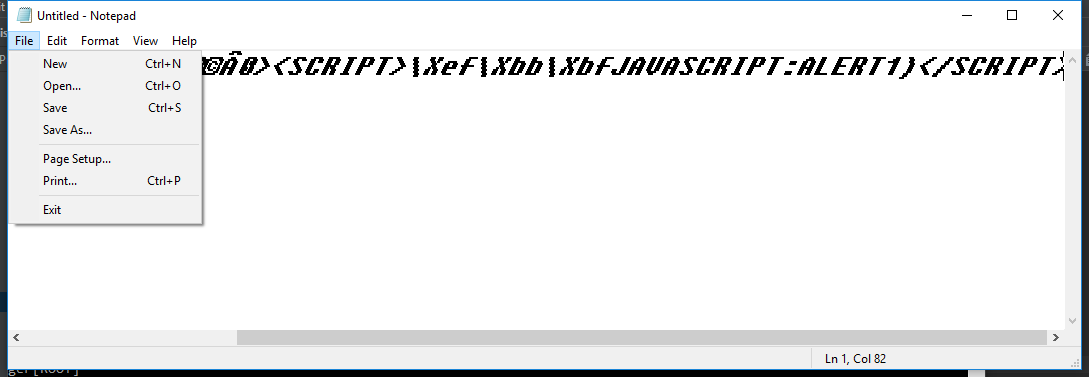 Untitled - Notepad
File Edit Format View Help
©Â0><SCRIPT>\Xef\Xbb\XbfJAVASCRIPT:ALERT1)</SCRIPT>
New Ctrl+N
Open... Ctrl+O
Save Ctrl+S
Save As...
Page Setup...
Print... Ctrl+P
Exit
Ln 1, Col 82